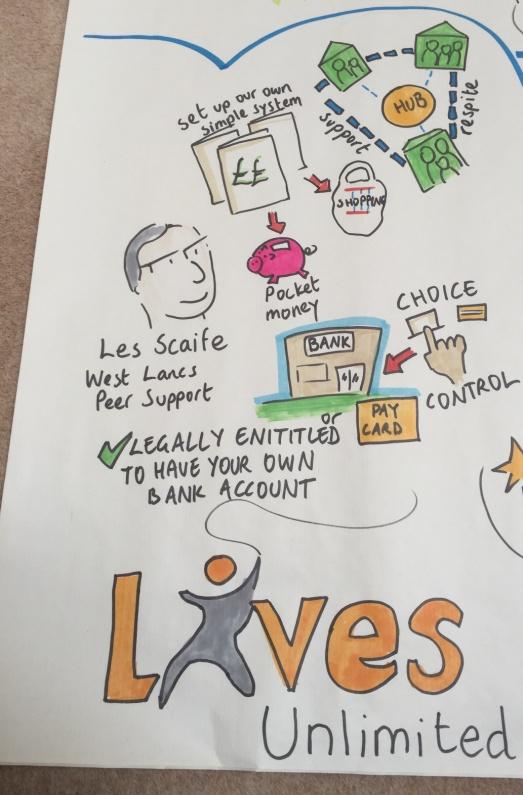 set up our own
simple system
££
SHOPPING
HUB
support
respite
Pocket
money
Les Scaife
West Lancs
Peer Support
BANK
CHOICE
CONTROL
or
PAY
CARD
LEGALLY ENITITLED
TO HAVE YOUR OWN
BANK ACCOUNT
Lives
Unlimited